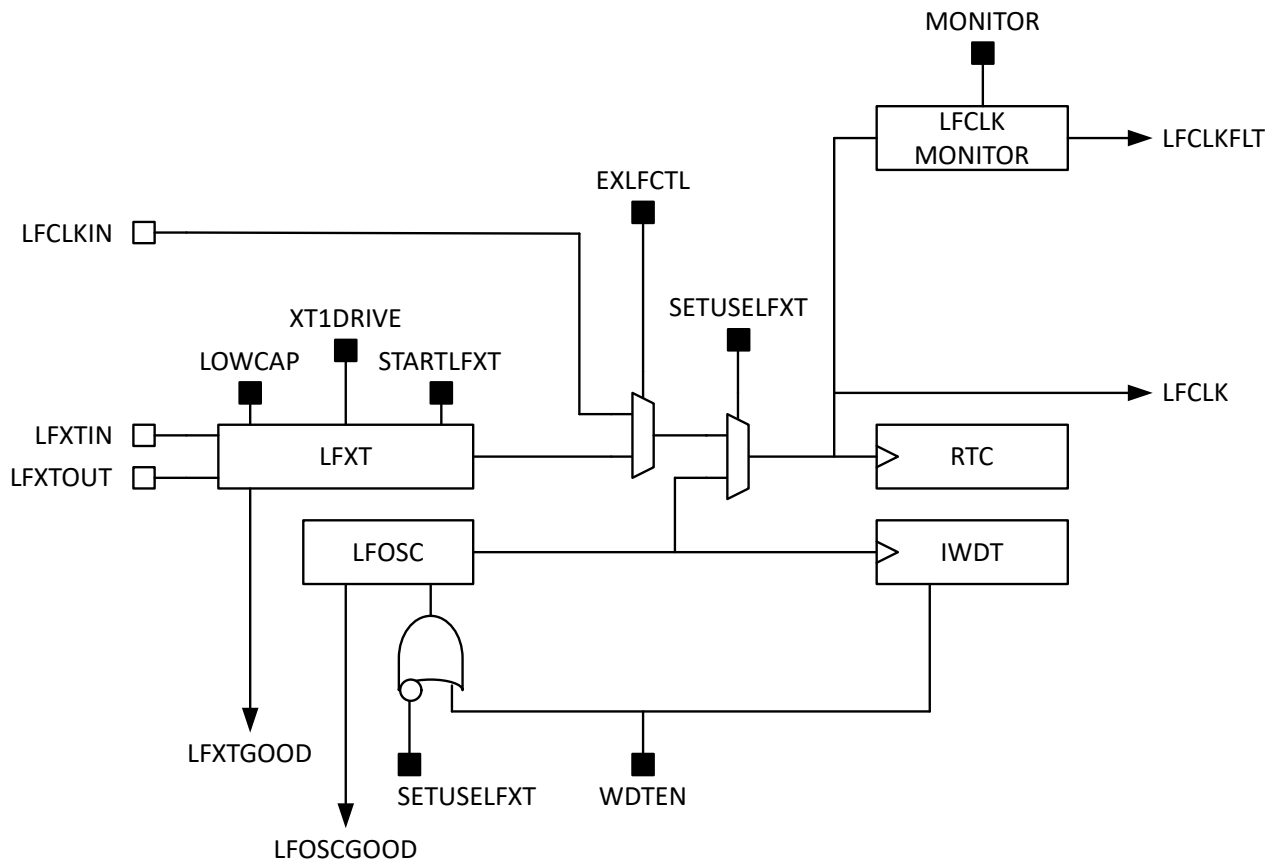 MONITOR
LFCLK
MONITOR
LFCLKFLT
EXLFCTL
LFCLKIN
SETUSELFXT
XT1DRIVE
LOWCAP
STARTLFXT
LFCLK
LFXTIN
LFXT
RTC
LFXTOUT
LFOSC
IWDT
LFXTGOOD
SETUSELFXT
WDTEN
LFOSCGOOD